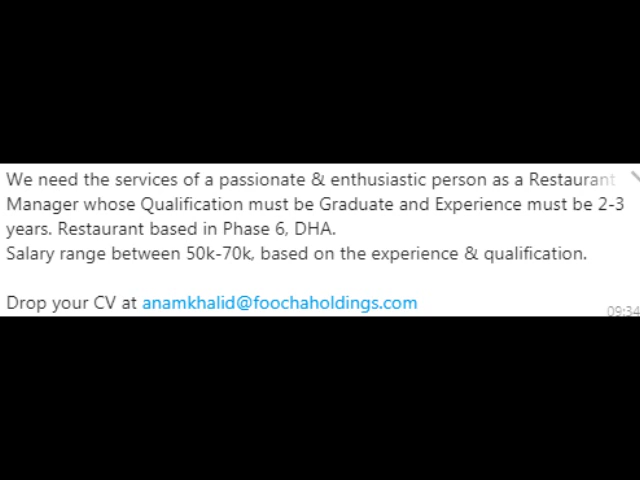 We need the services of a passionate & enthusiastic person as a Restaurant
Manager whose Qualification must be Graduate and Experience must be 2-3
years. Restaurant based in Phase 6, DHA.
Salary range between 50k-70k, based on the experience & qualification.
Drop your CV at anamkhalid@foochaholdings.com
09:34